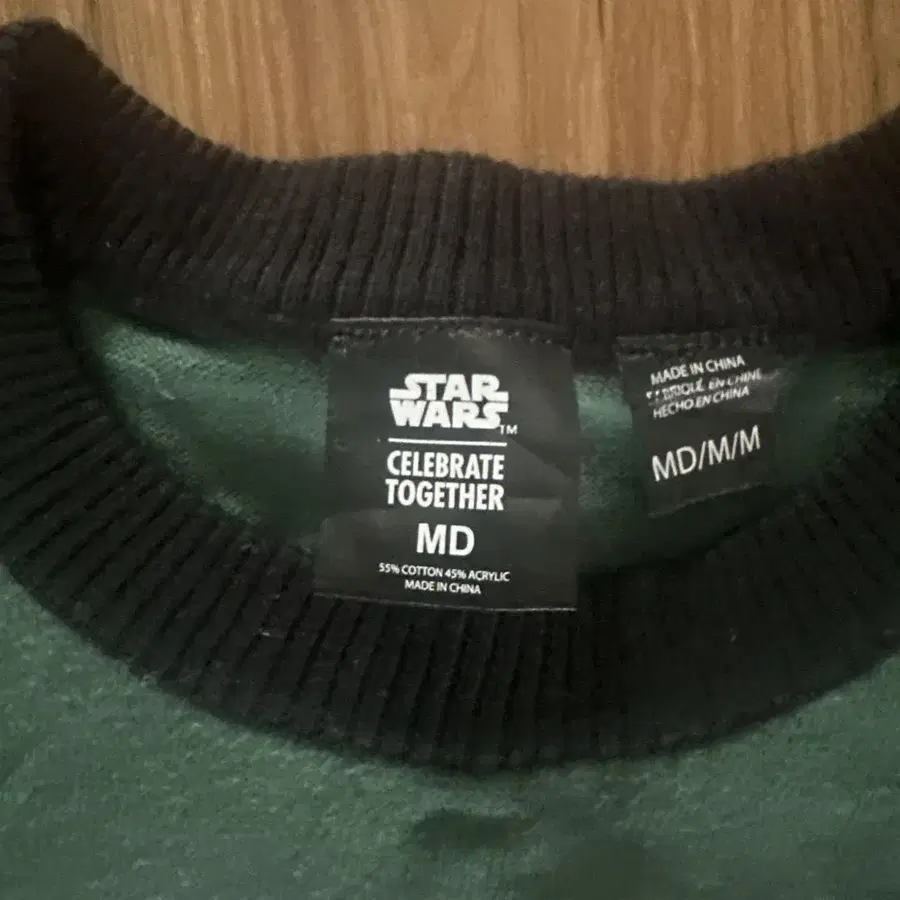 STAR
WARS TM
CELEBRATE
TOGETHER
MD
55% COTTON 45% ACRYLIC
MADE IN CHINA
MADE IN CHINA
FABRIQUÉ EN CHINE
HECHO EN CHINA
MD/M/M